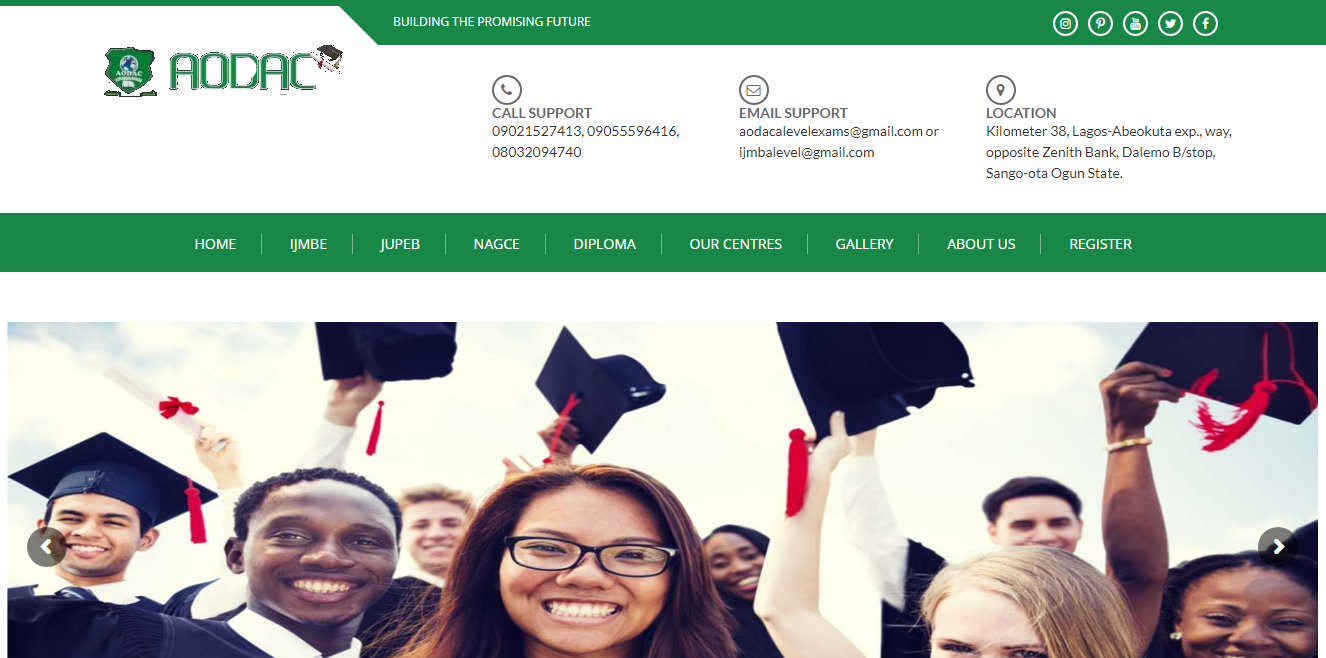 BUILDING THE PROMISING FUTURE
AODAC
AODAC
CALL SUPPORT
09021527413, 09055596416,
08032094740
EMAIL SUPPORT
aodacalevelexams@gmail.com or
ijmbalevel@gmail.com
LOCATION
Kilometer 38, Lagos-Abeokuta exp., way,
opposite Zenith Bank, Dalemo B/stop,
Sango-ota Ogun State.
HOME IJMBE JUPEB NAGCE DIPLOMA OUR CENTRES GALLERY ABOUT US REGISTER